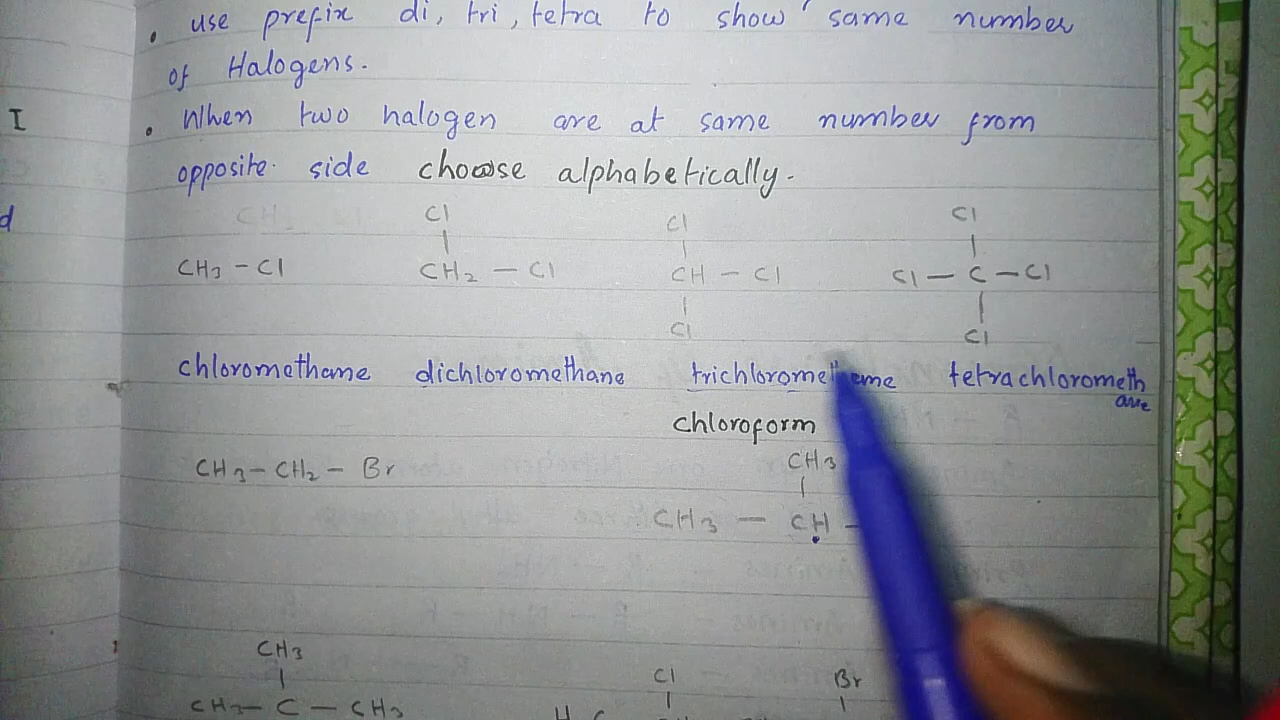 • use prefix di, tri, tetra to show same number
of Halogens.
I
• When two halogen are at same number from
opposite side choose alphabetically.
d
Cl Cl Cl
| | |
CH3 - Cl CH2 - Cl CH - Cl Cl - C - Cl
| |
Cl Cl
chloromethane dichloromethane tetrachlorometh
ane
chloroform
CH3 - CH2 - Br CH3
|
CH3 - CH -
CH3 Cl Br
| | |
CH3 - C - CH3